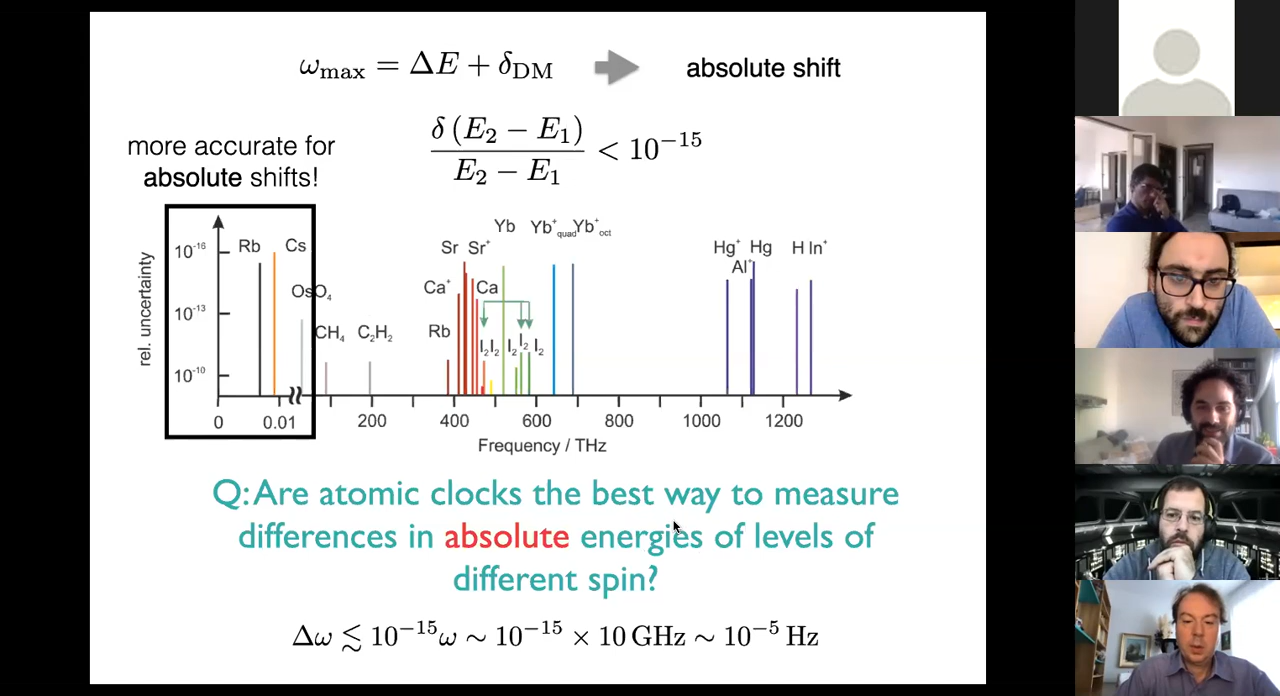 ω_max = ΔE + δ_DM
absolute shift
δ (E₂ − E₁)
E₂ − E₁
< 10⁻¹⁵
more accurate for
absolute shifts!
rel. uncertainty
10⁻¹⁶
10⁻¹³
10⁻¹⁰
Rb
Cs
OsO₄
CH₄
C₂H₂
Rb
Ca⁺
Sr
Sr⁺
Ca
I₂
I₂
I₂
I₂
I₂
Yb
Yb⁺quad
Yb⁺oct
Hg⁺
Hg
Al⁺
H
In⁺
0
0.01
200
400
600
800
1000
1200
Frequency / THz
Q: Are atomic clocks the best way to measure
differences in absolute energies of levels of
different spin?
Δω ≲ 10⁻¹⁵ω ∼ 10⁻¹⁵ × 10 GHz ∼ 10⁻⁵ Hz